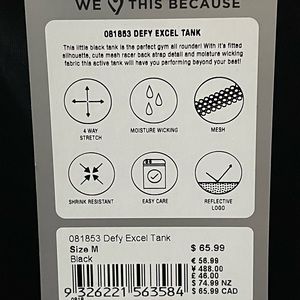 WE THIS BECAUSE
081853 DEFY EXCEL TANK
This little black tank is the perfect gym all rounder! With it's fitted
silhouette, cute mesh racer back strap detail and moisture wicking
fabric this active tank will have you performing beyond your best!
4 WAY
STRETCH
MOISTURE WICKING
MESH
SHRINK RESISTANT
EASY CARE
REFLECTIVE
LOGO
081853 Defy Excel Tank
Size M
Black
$ 65.99
€ 56.99
¥ 488.00
£ 46.00
$ 74.99 NZ
$ 65.99 CAD
9 326221 563584